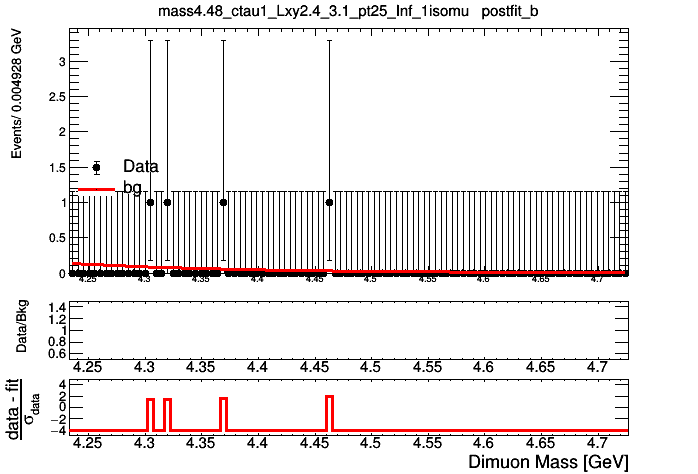 mass4.48_ctau1_Lxy2.4_3.1_pt25_Inf_1isomu postfit_b
Events/ 0.004928 GeV
3
2.5
2
1.5
1
0.5
0
Data
bg
4.25 4.3 4.35 4.4 4.45 4.5 4.55 4.6 4.65 4.7
Data/Bkg
1.4
1.2
1
0.8
0.6
4.25 4.3 4.35 4.4 4.45 4.5 4.55 4.6 4.65 4.7
data - fit
σdata
4
2
0
−2
−4
4.25 4.3 4.35 4.4 4.45 4.5 4.55 4.6 4.65 4.7
Dimuon Mass [GeV]